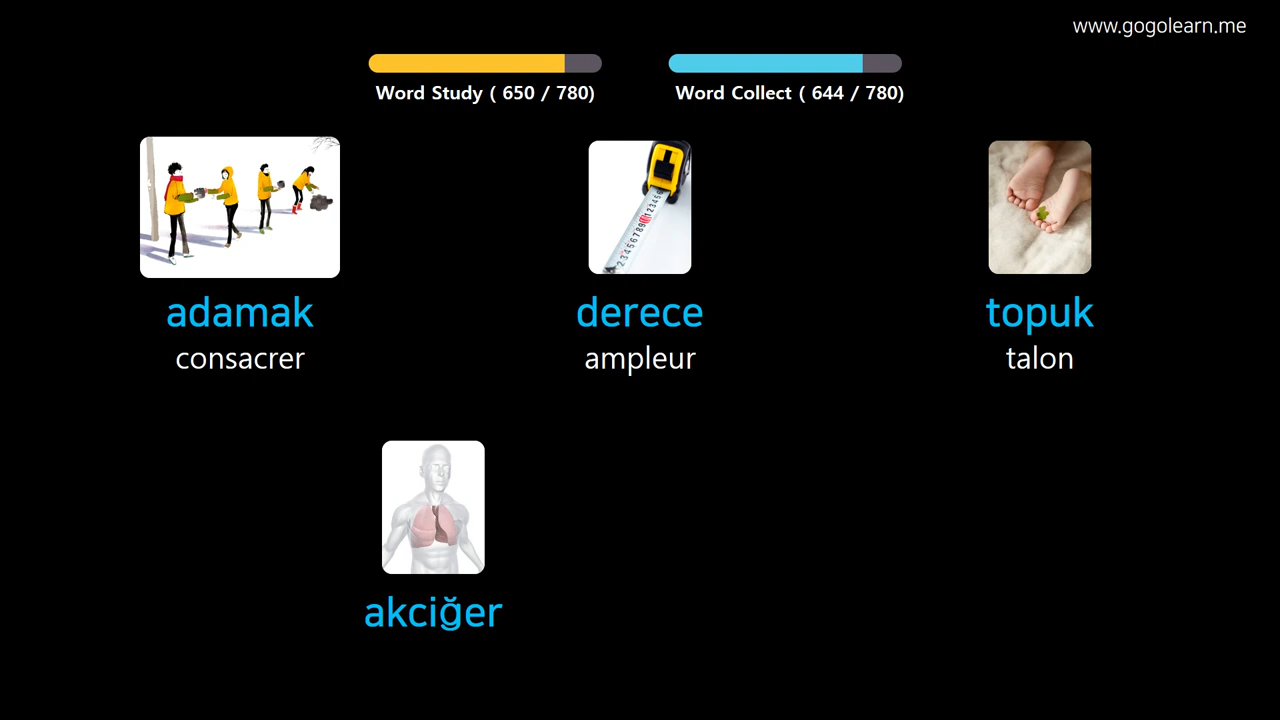 www.gogolearn.me
Word Study ( 650 / 780)
Word Collect ( 644 / 780)
adamak
consacrer
derece
ampleur
topuk
talon
akciğer